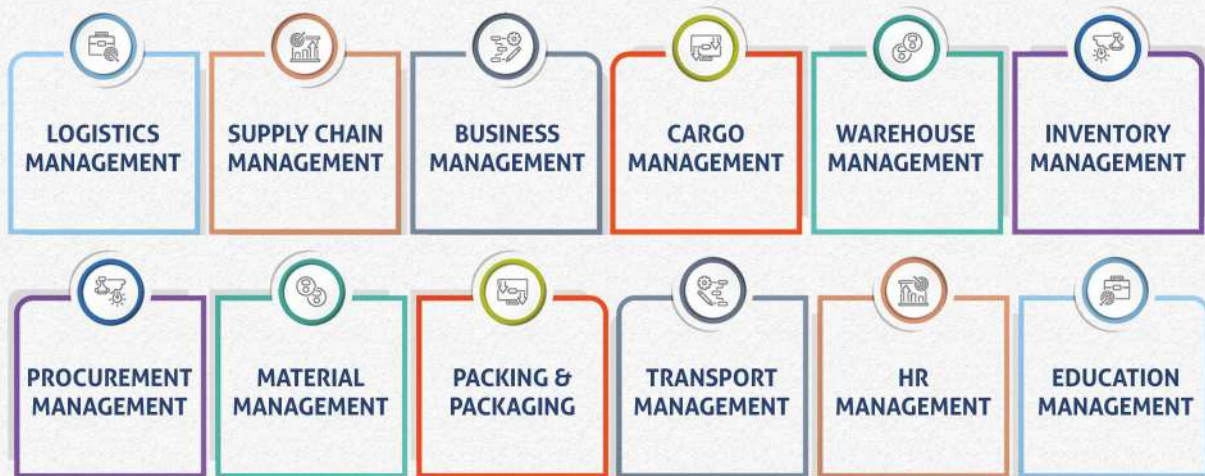 LOGISTICS
MANAGEMENT
SUPPLY CHAIN
MANAGEMENT
BUSINESS
MANAGEMENT
CARGO
MANAGEMENT
WAREHOUSE
MANAGEMENT
INVENTORY
MANAGEMENT
PROCUREMENT
MANAGEMENT
MATERIAL
MANAGEMENT
PACKING &
PACKAGING
TRANSPORT
MANAGEMENT
HR
MANAGEMENT
EDUCATION
MANAGEMENT